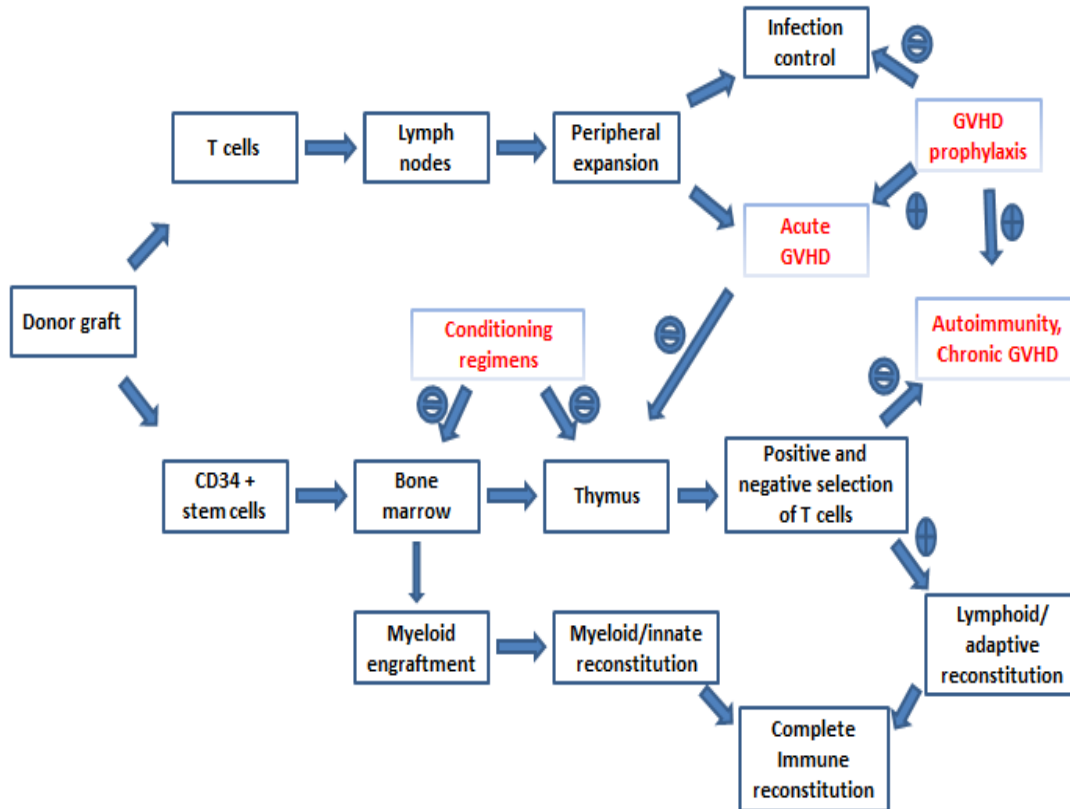 Infection
control
T cells
Lymph
nodes
Peripheral
expansion
GVHD
prophylaxis
Acute
GVHD
Donor graft
Conditioning
regimens
Autoimmunity,
Chronic GVHD
CD34 +
stem cells
Bone
marrow
Thymus
Positive and
negative selection
of T cells
Myeloid
engraftment
Myeloid/innate
reconstitution
Lymphoid/
adaptive
reconstitution
Complete
Immune
reconstitution